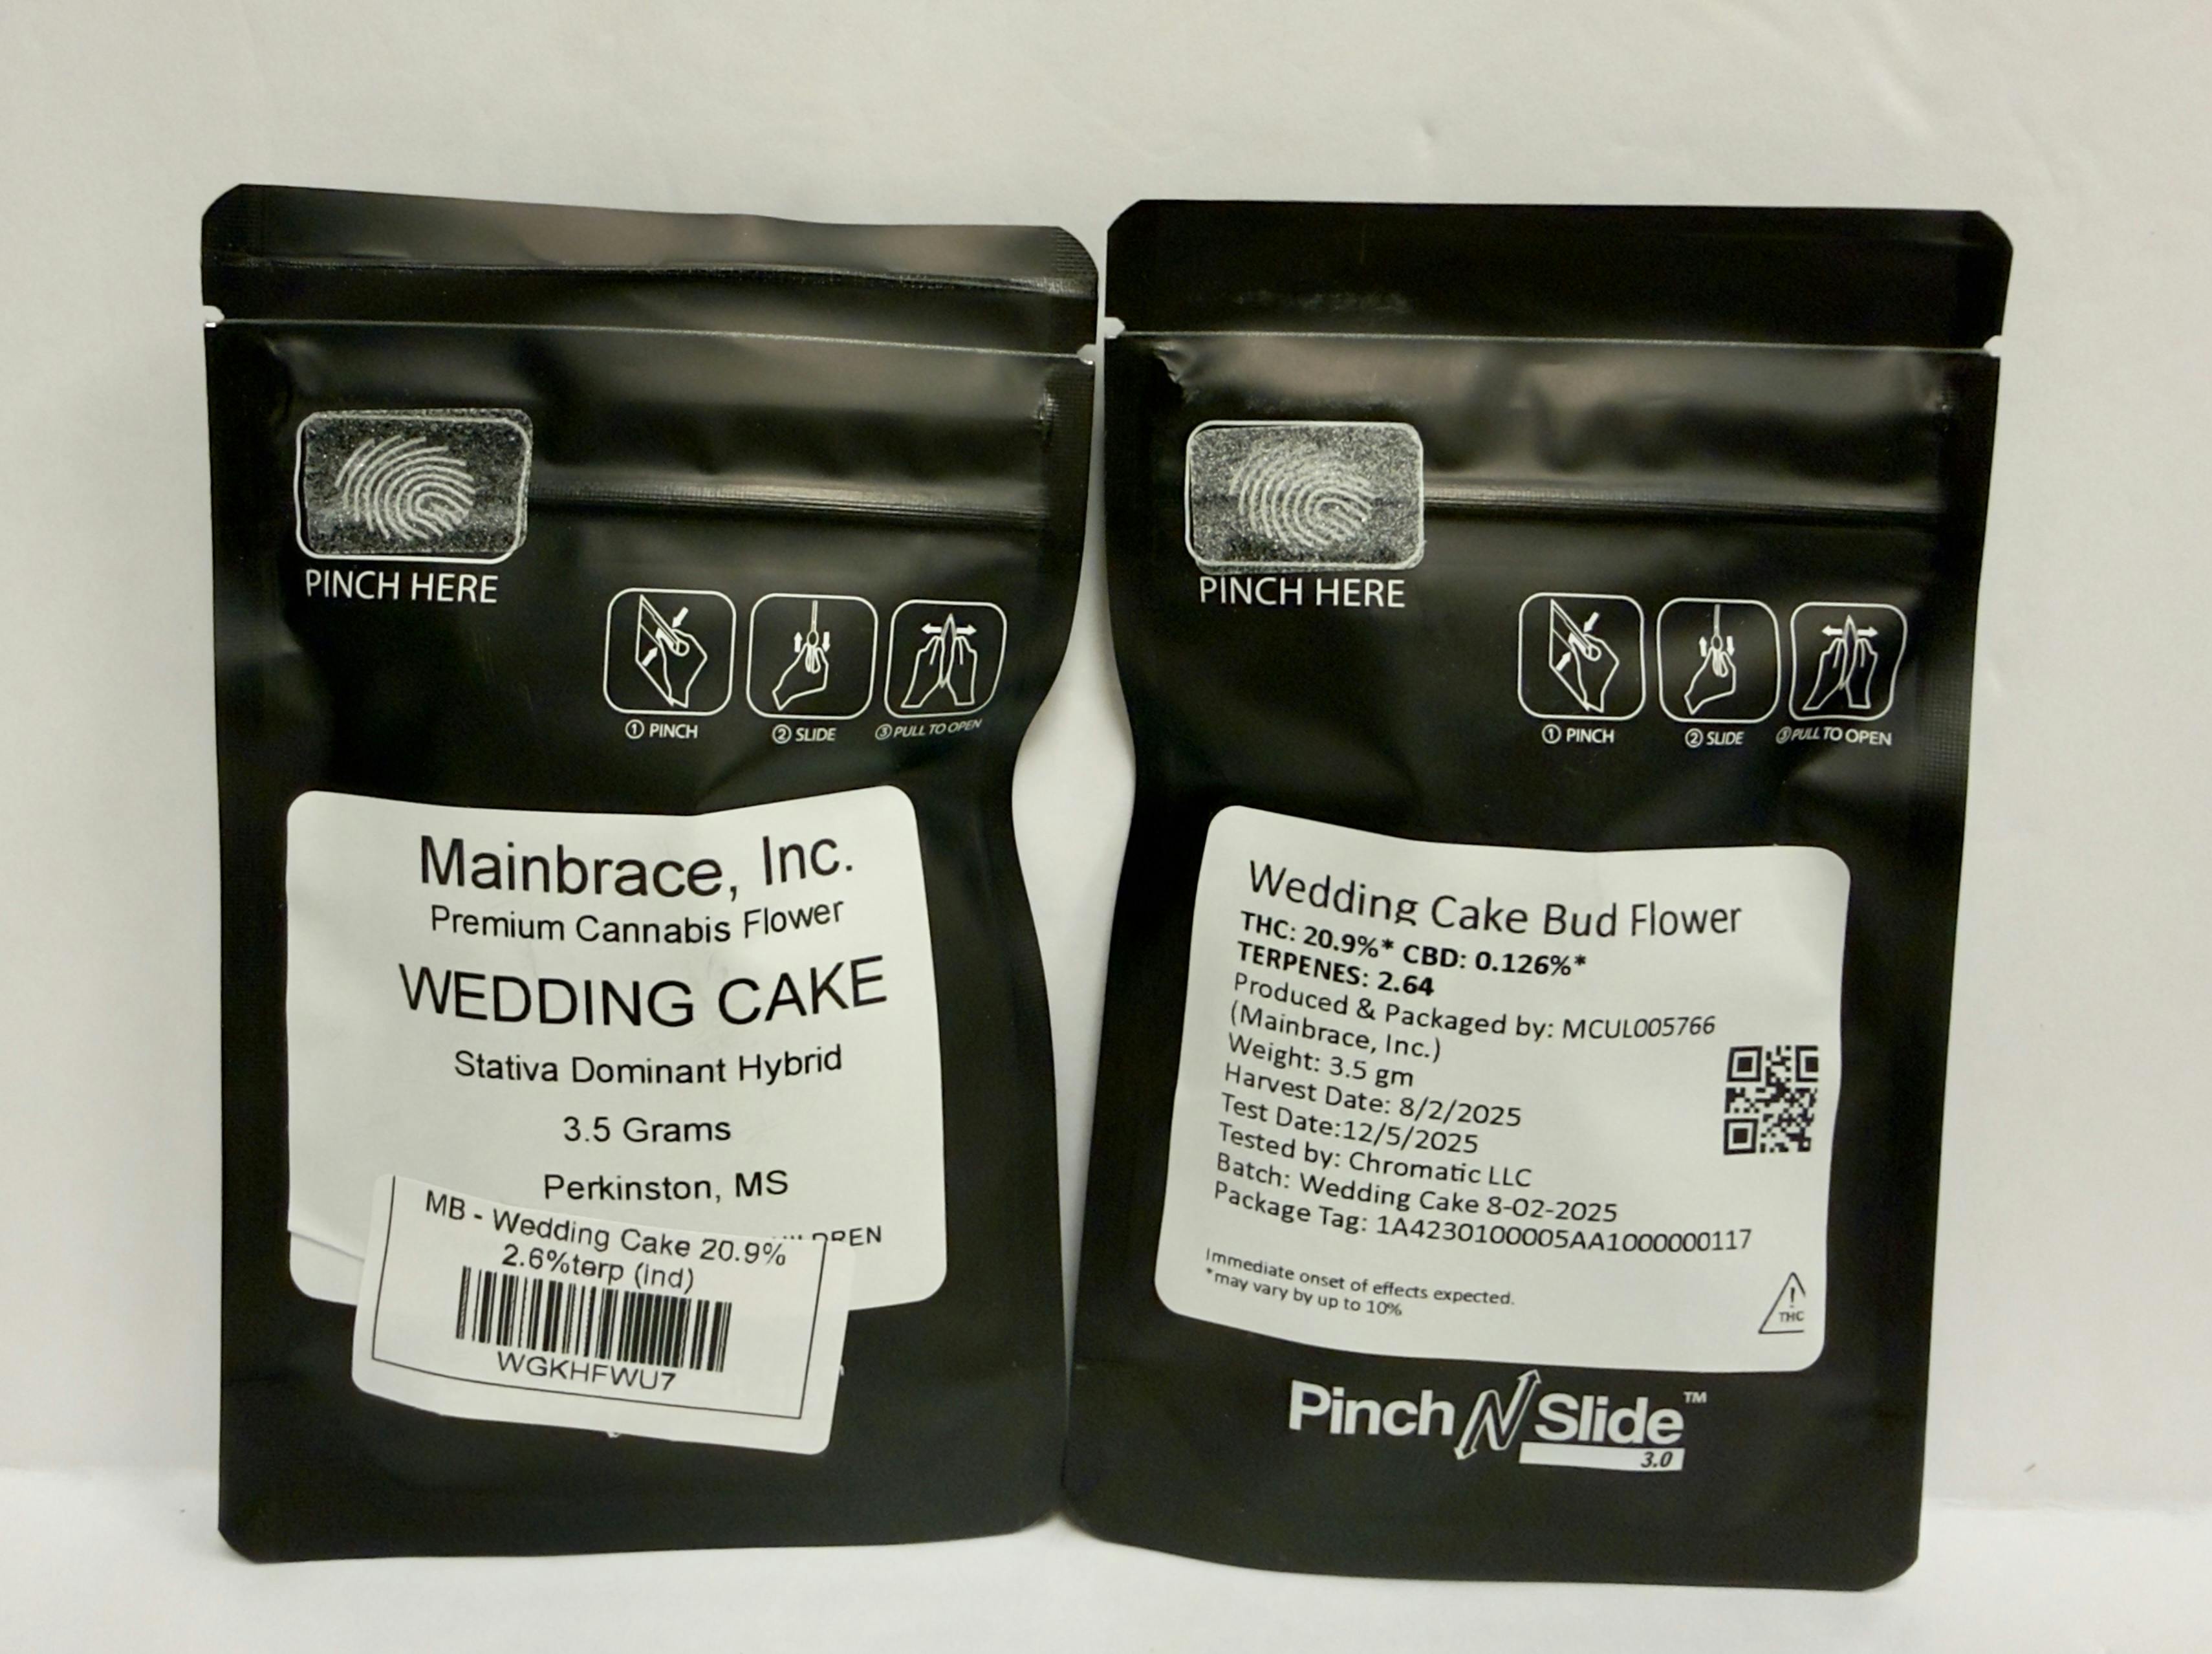 PINCH HERE
① PINCH
② SLIDE
③ PULL TO OPEN
Mainbrace, Inc.
Premium Cannabis Flower
WEDDING CAKE
Stativa Dominant Hybrid
3.5 Grams
Perkinston, MS
MB - Wedding Cake 20.9%
2.6%terp (ind)
WGKHFWU7
PINCH HERE
① PINCH
② SLIDE
③ PULL TO OPEN
Wedding Cake Bud Flower
THC: 20.9%* CBD: 0.126%*
TERPENES: 2.64
Produced & Packaged by: MCUL005766
(Mainbrace, Inc.)
Weight: 3.5 gm
Harvest Date: 8/2/2025
Test Date:12/5/2025
Tested by: Chromatic LLC
Batch: Wedding Cake 8-02-2025
Package Tag: 1A4230100005AA1000000117
Immediate onset of effects expected.
*may vary by up to 10%
!
THC
Pinch N Slide™
3.0